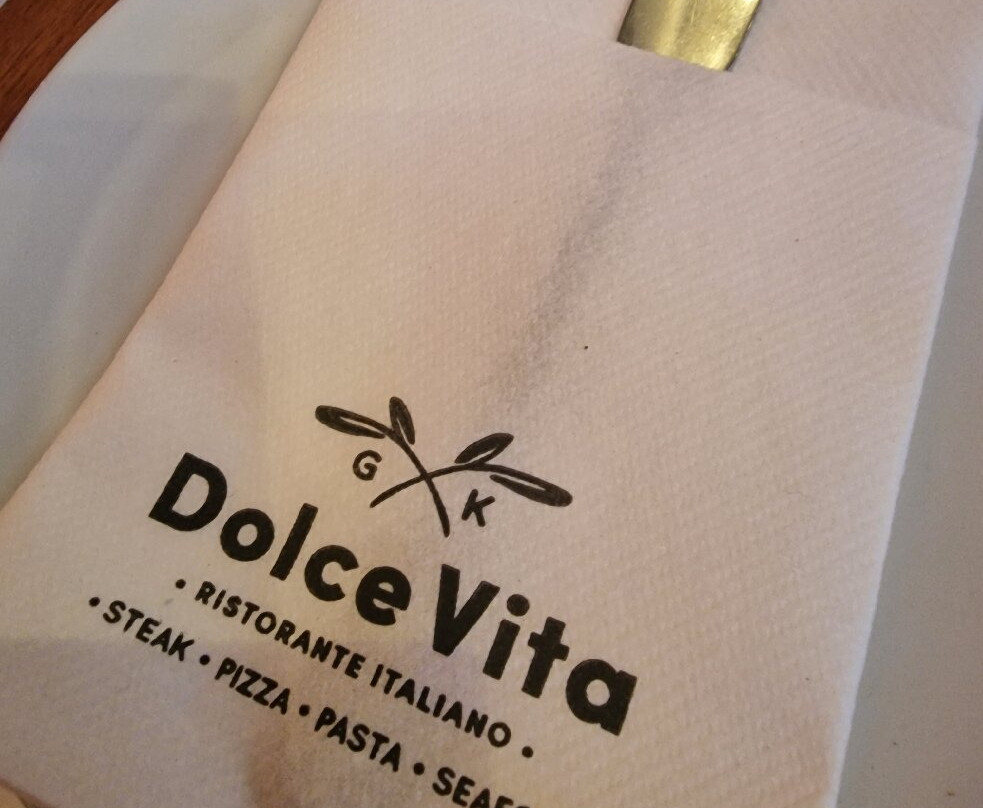 G K
Dolce Vita
• RISTORANTE ITALIANO •
• STEAK • PIZZA • PASTA •